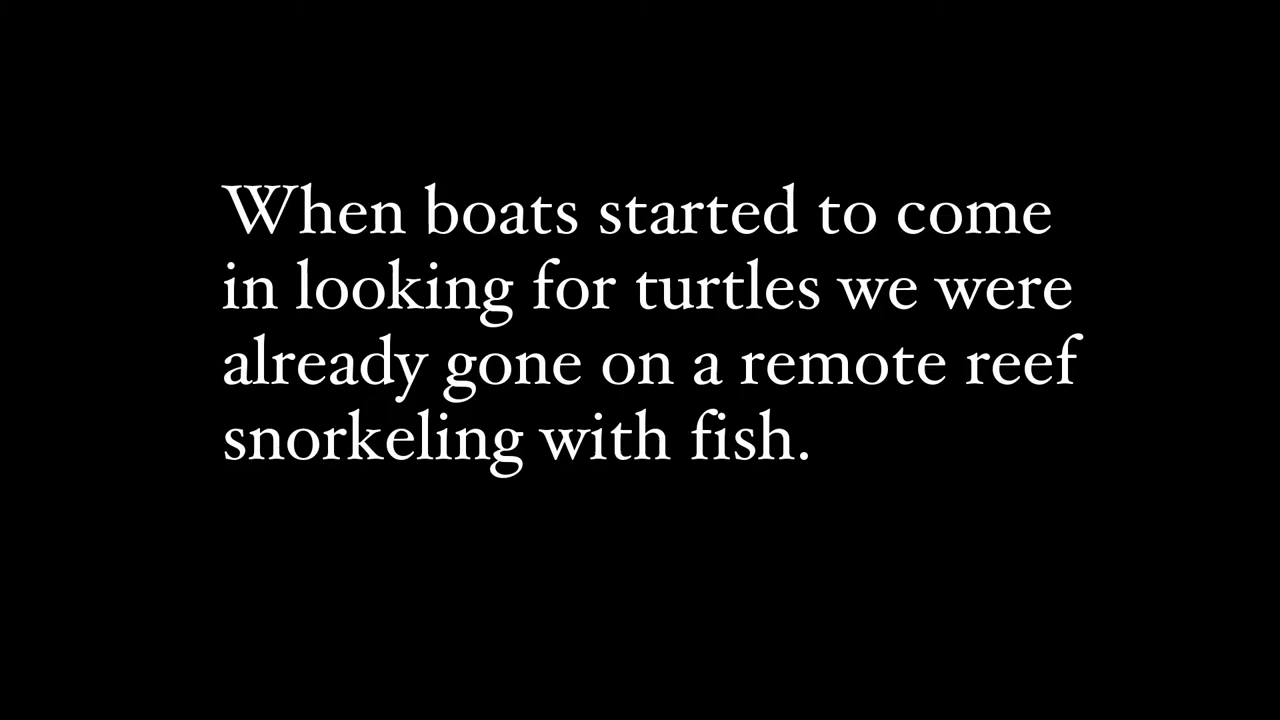 When boats started to come
in looking for turtles we were
already gone on a remote reef
snorkeling with fish.